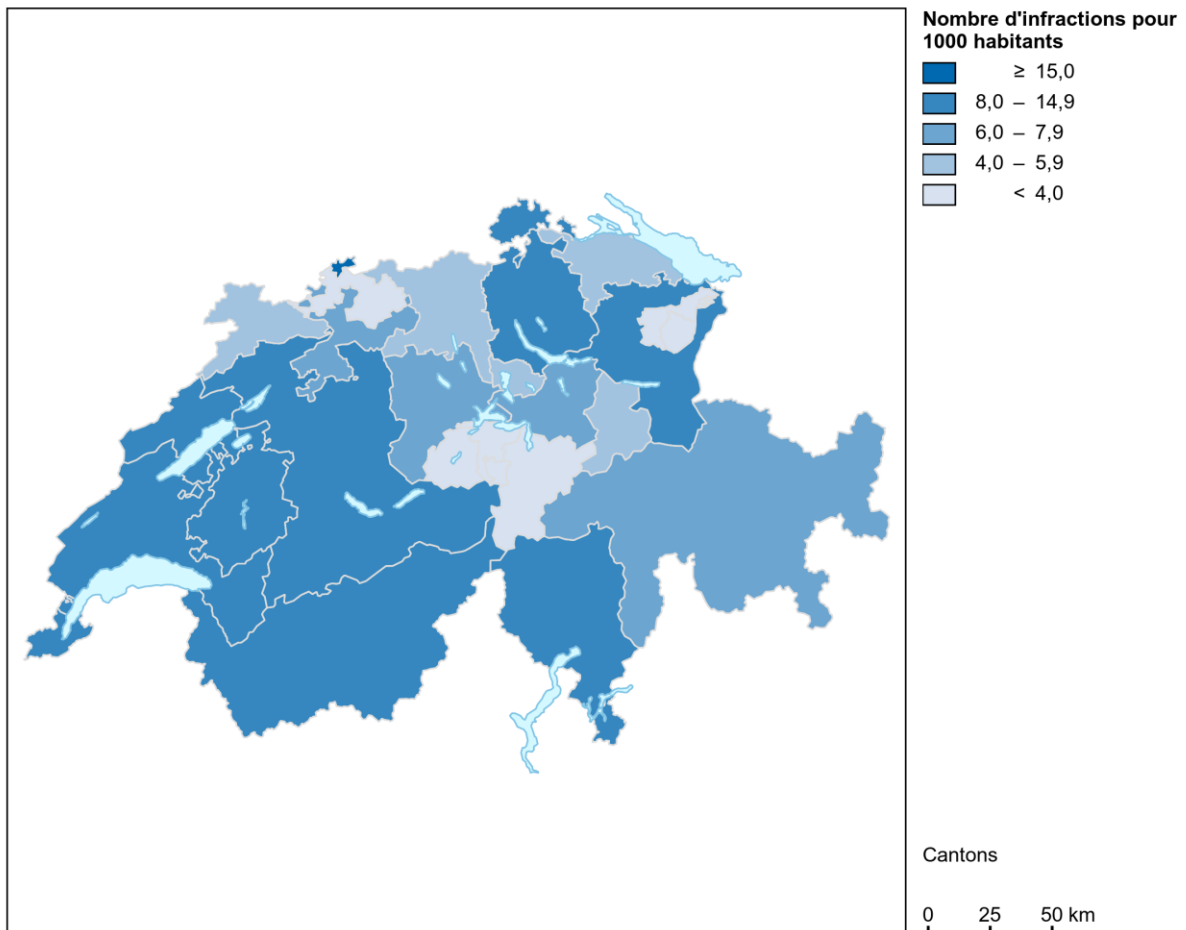 Nombre d'infractions pour
1000 habitants
≥ 15,0
8,0 – 14,9
6,0 – 7,9
4,0 – 5,9
< 4,0
Cantons
0 25 50 km